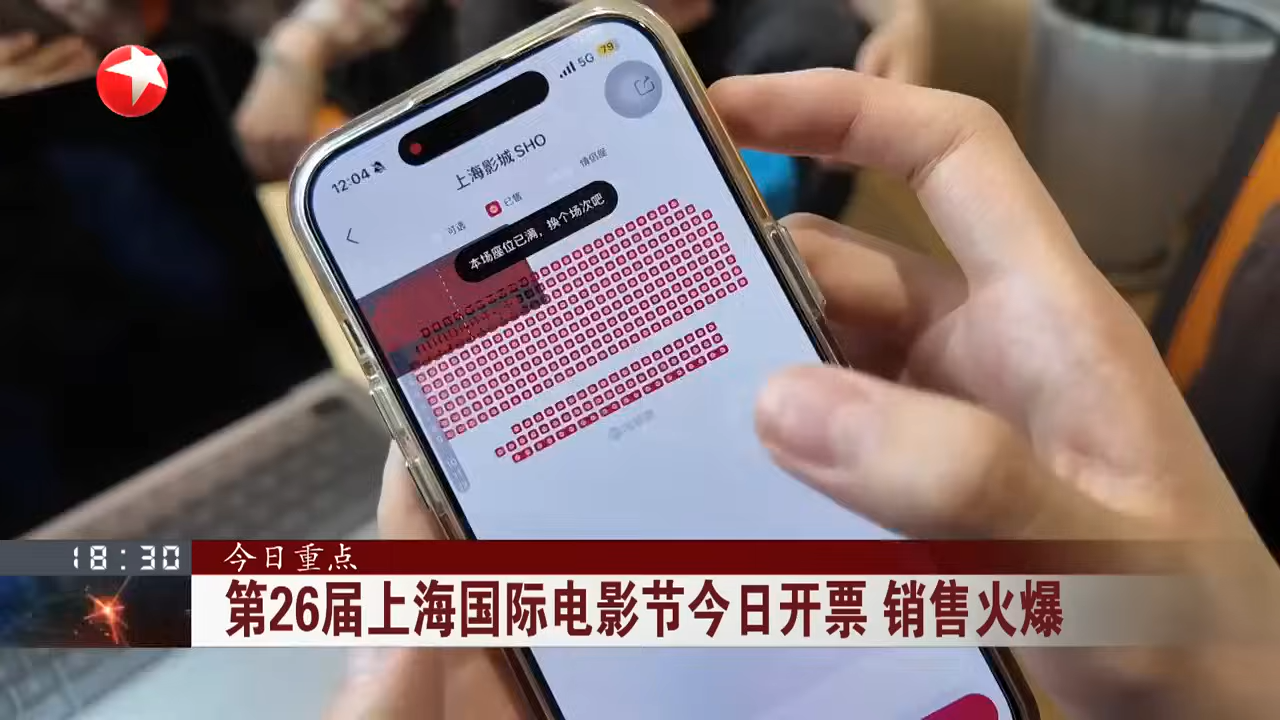 12:04
5G 79
上海影城SHO
可选 已售 情侣座
本场座位已满，换个场次吧
18:30
今日重点
第26届上海国际电影节今日开票 销售火爆